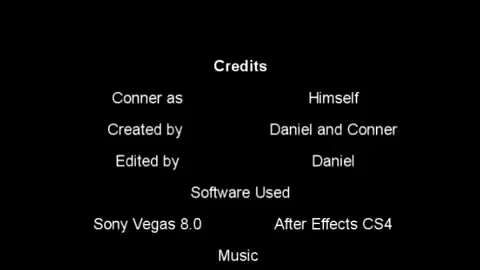 Credits
Conner as Himself
Created by Daniel and Conner
Edited by Daniel
Software Used
Sony Vegas 8.0 After Effects CS4
Music